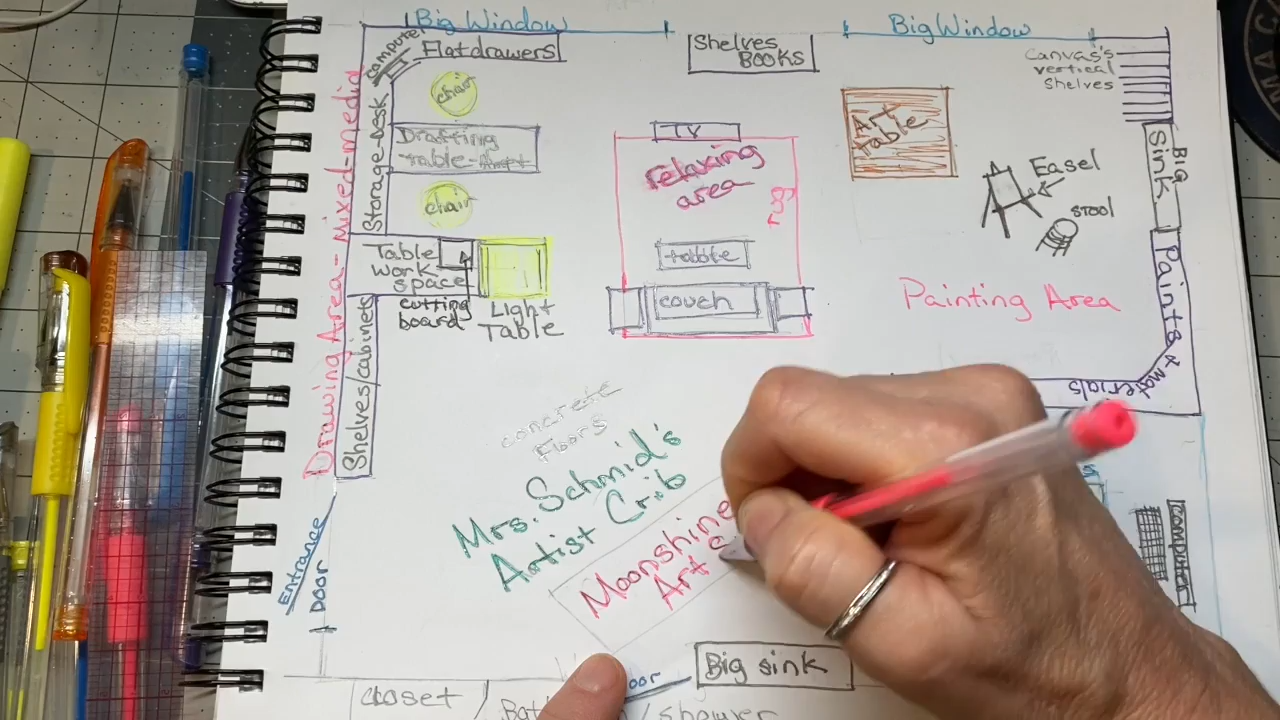 Big Window
Big Window
computer
Flatdrawers
Shelves
BOOKS
Canvas's
vertical
Shelves
chair
Storage-Desk
Drafting
table-
TV
relaxing
area
rug
Art
table
Big
Sink
Easel
stool
chair
Table
work
space
cutting
board
Light
Table
table
couch
Painting Area
Paints & materials
Drawing Area-mixed-media
Shelves/cabinets
concrete
Floors
Mrs. Schmid's
Artist Crib
Moonshine
Art
computer
Entrance
DOOR
Big sink
closet
shower